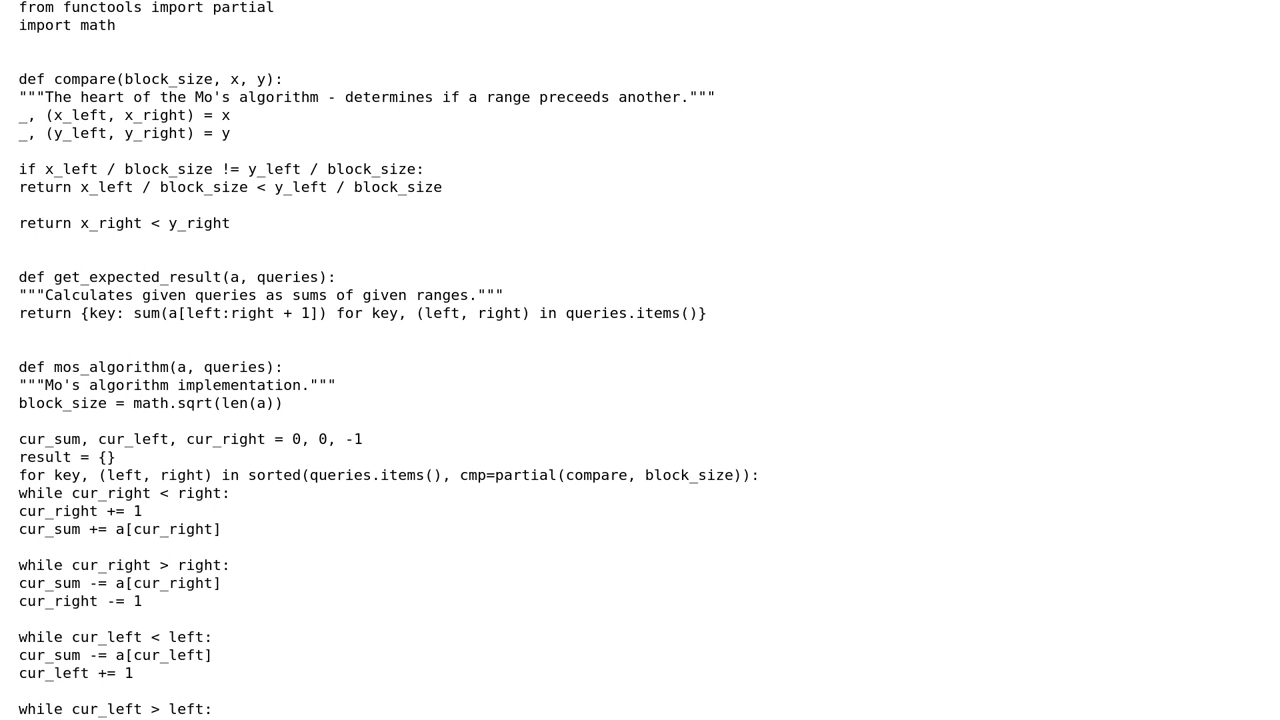 from functools import partial
import math
def compare(block_size, x, y):
"""The heart of the Mo's algorithm - determines if a range preceeds another."""
_, (x_left, x_right) = x
_, (y_left, y_right) = y
if x_left / block_size != y_left / block_size:
return x_left / block_size < y_left / block_size
return x_right < y_right
def get_expected_result(a, queries):
"""Calculates given queries as sums of given ranges."""
return {key: sum(a[left:right + 1]) for key, (left, right) in queries.items()}
def mos_algorithm(a, queries):
"""Mo's algorithm implementation."""
block_size = math.sqrt(len(a))
cur_sum, cur_left, cur_right = 0, 0, -1
result = {}
for key, (left, right) in sorted(queries.items(), cmp=partial(compare, block_size)):
while cur_right < right:
cur_right += 1
cur_sum += a[cur_right]
while cur_right > right:
cur_sum -= a[cur_right]
cur_right -= 1
while cur_left < left:
cur_sum -= a[cur_left]
cur_left += 1
while cur_left > left: